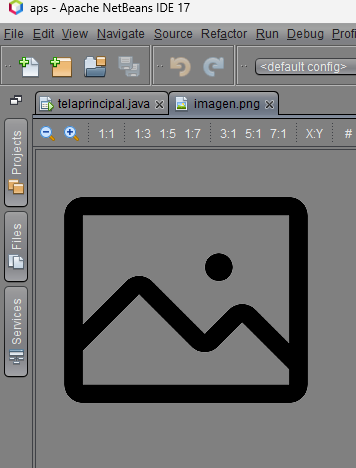 aps - Apache NetBeans IDE 17
File Edit View Navigate Source Refactor Run Debug
<default config>
telaprincipal.java imagen.png
1:1 1:3 1:5 1:7 3:1 5:1 7:1 X:Y #
Projects
Files
Services